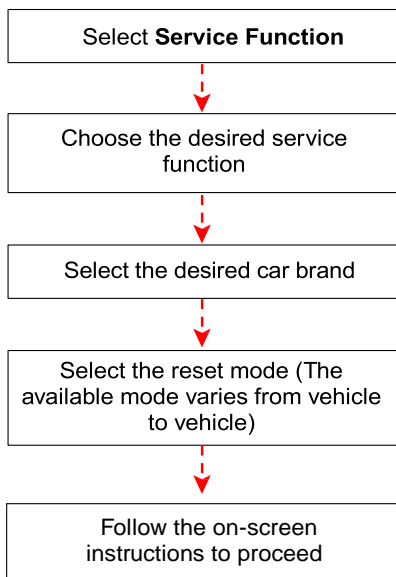 Select Service Function
Choose the desired service
function
Select the desired car brand
Select the reset mode (The
available mode varies from vehicle
to vehicle)
Follow the on-screen
instructions to proceed